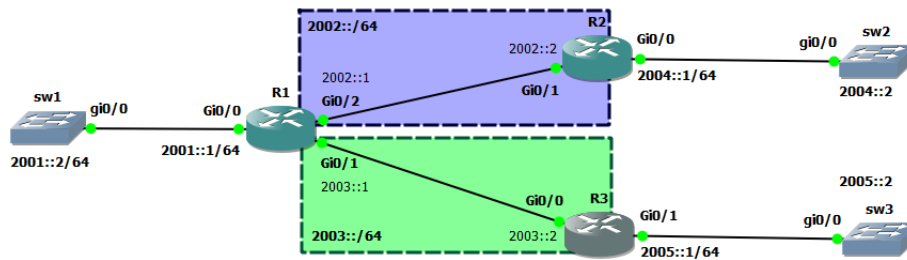 2002::/64
R2
sw2
2002::2
Gi0/0
gi0/0
2002::1
Gi0/1
2004::1/64
2004::2
R1
Gi0/2
sw1
gi0/0
Gi0/0
2001::2/64
2001::1/64
Gi0/1
2003::1
2005::2
Gi0/0
R3
sw3
Gi0/1
gi0/0
2003::/64
2003::2
2005::1/64